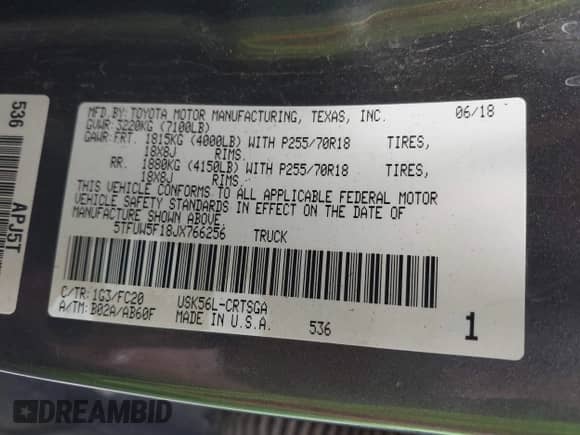 MFD. BY: TOYOTA MOTOR MANUFACTURING, TEXAS, INC. 06/18
GVWR: 3220KG (7100LB)
GAWR: FRT. 1815KG (4000LB) WITH P255/70R18 TIRES,
18X8J RIMS.
RR. 1880KG (4150LB) WITH P255/70R18 TIRES,
18X8J RIMS.
THIS VEHICLE CONFORMS TO ALL APPLICABLE FEDERAL MOTOR
VEHICLE SAFETY STANDARDS IN EFFECT ON THE DATE OF
MANUFACTURE SHOWN ABOVE
5TFUW5F18JX766256 TRUCK
C/TR: 1G3/FC20 USK56L-CRTSGA
A/TM: B02A/AB60F MADE IN U.S.A. 536 1
536
APJ5T
DREAMBID